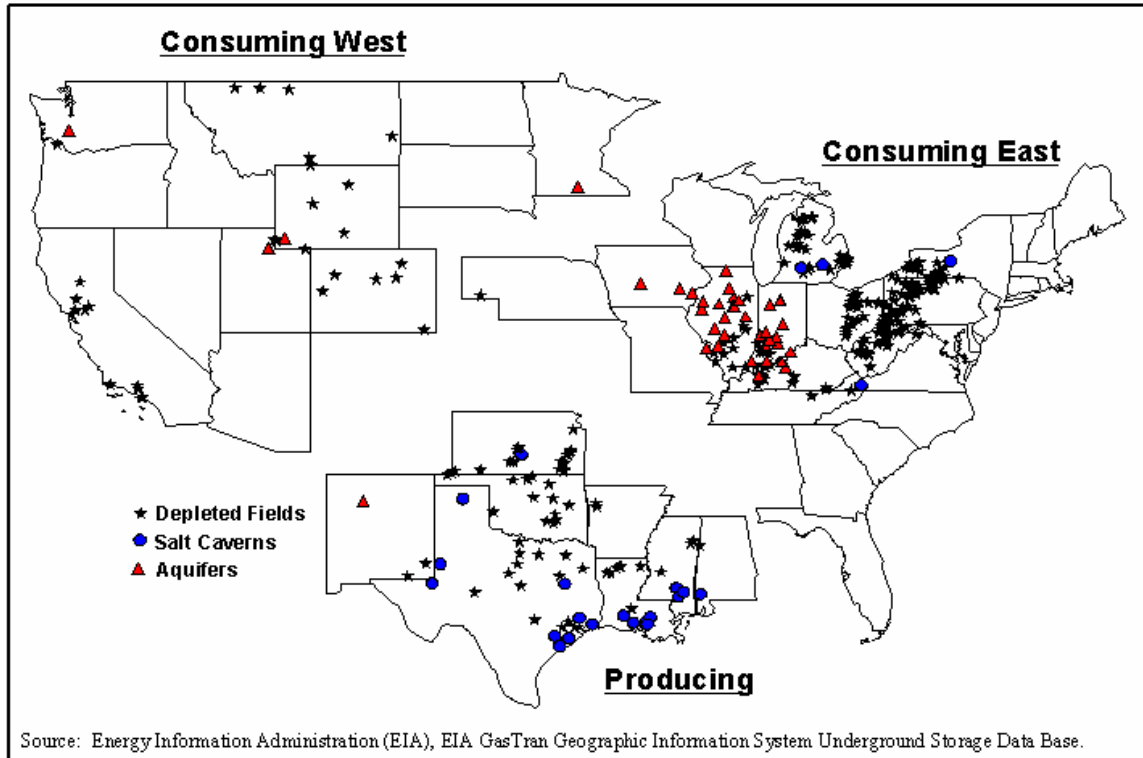 Consuming West
Consuming East
Depleted Fields
Salt Caverns
Aquifers
Producing
Source: Energy Information Administration (EIA), EIA GasTran Geographic Information System Underground Storage Data Base.